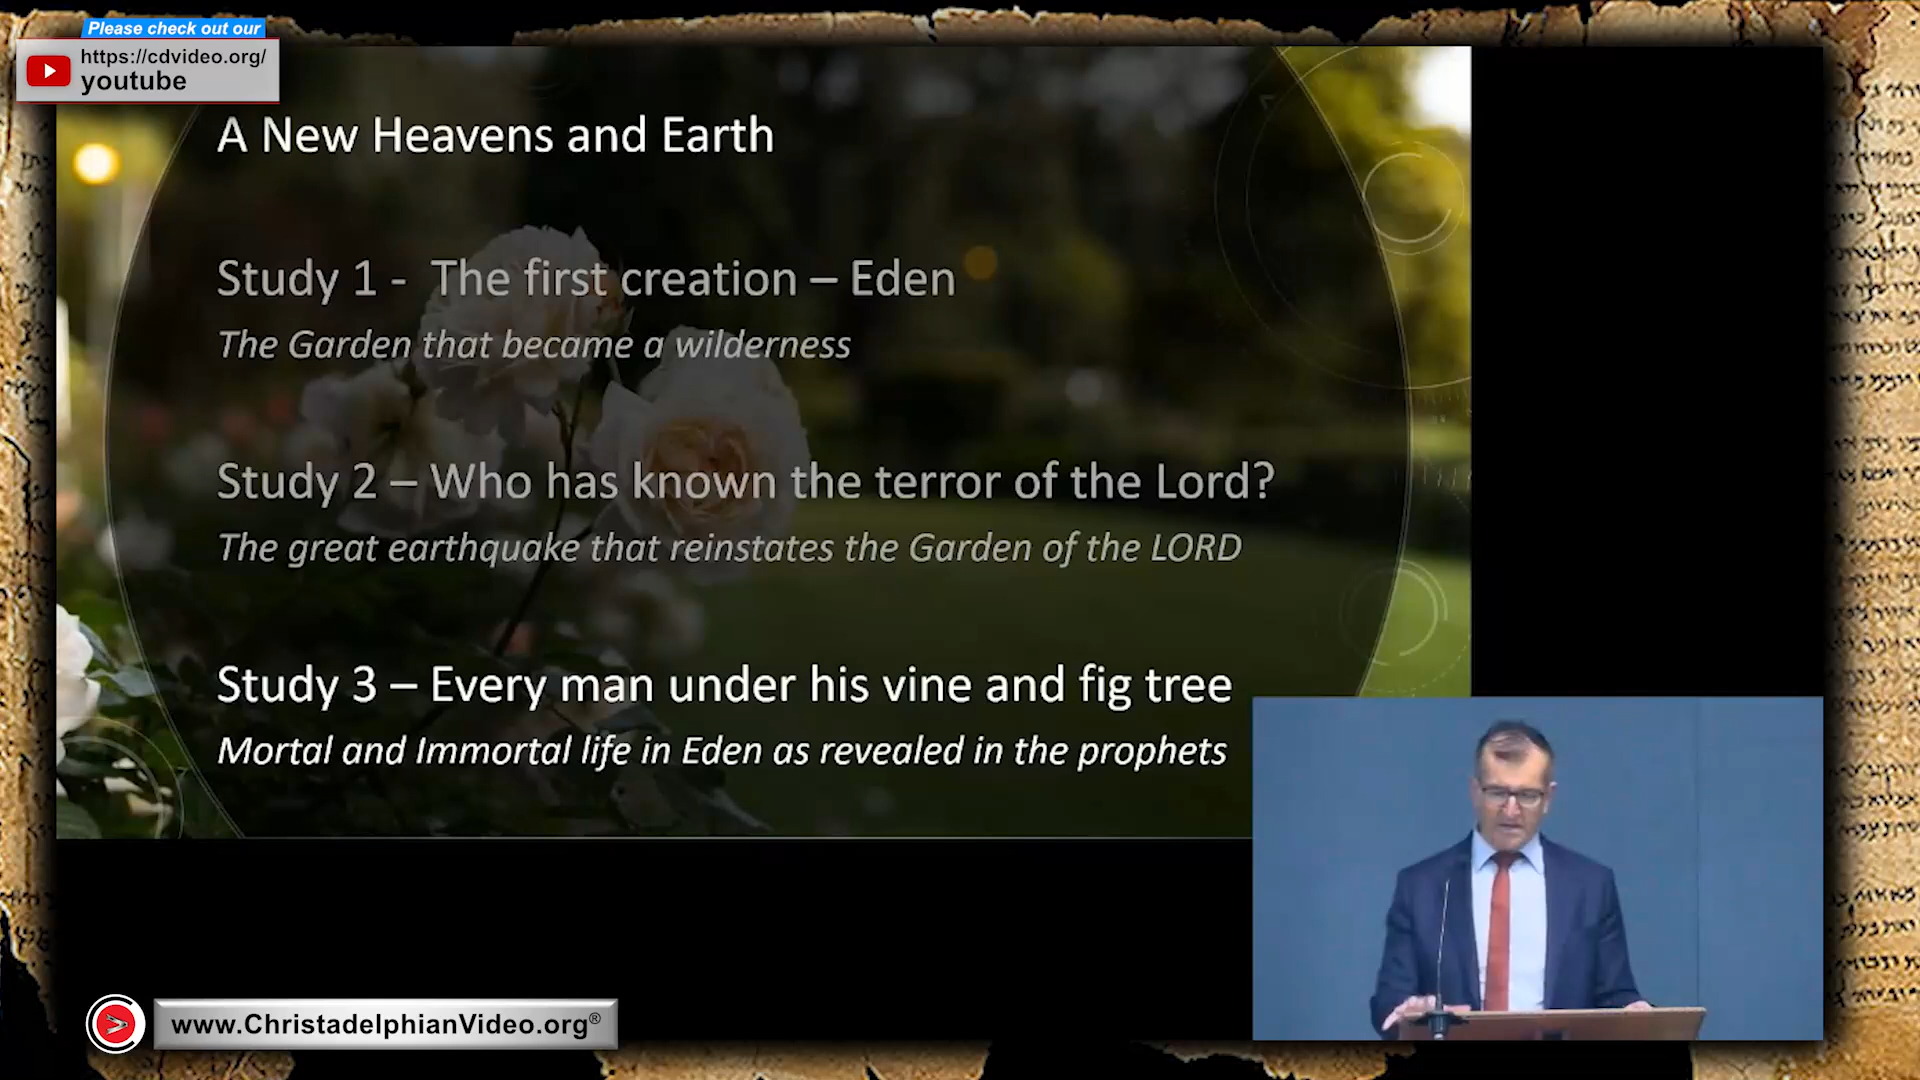 Please check out our
https://cdvideo.org/
youtube
A New Heavens and Earth
Study 1 - The first creation – Eden
The Garden that became a wilderness
Study 2 – Who has known the terror of the Lord?
The great earthquake that reinstates the Garden of the LORD
Study 3 – Every man under his vine and fig tree
Mortal and Immortal life in Eden as revealed in the prophets
www.ChristadelphianVideo.org®